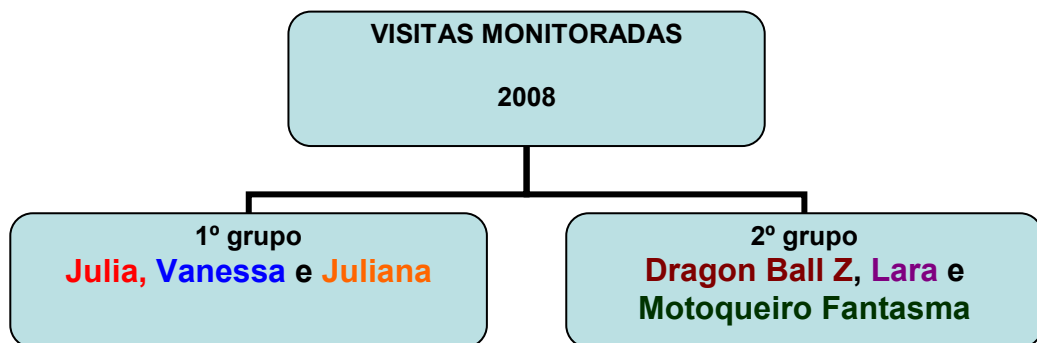 VISITAS MONITORADAS
2008
1º grupo
Julia, Vanessa e Juliana
2º grupo
Dragon Ball Z, Lara e
Motoqueiro Fantasma